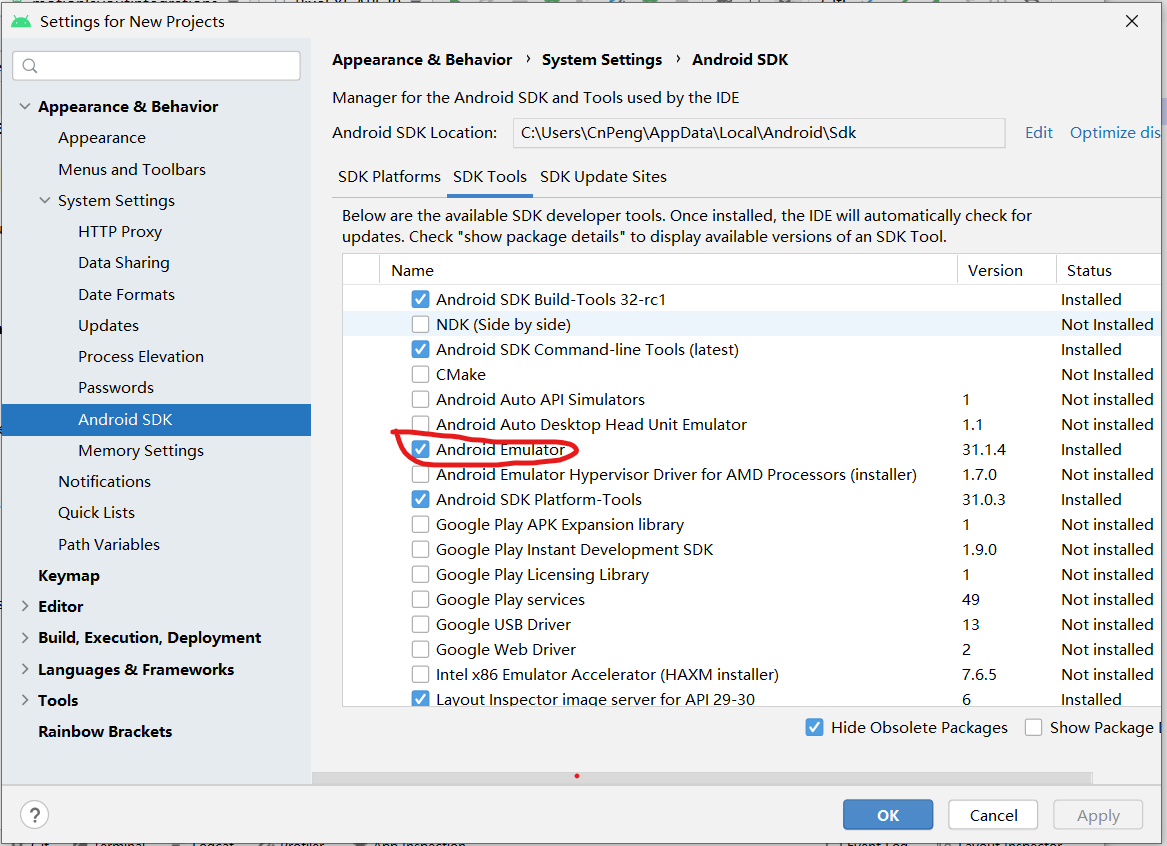 Settings for New Projects
Appearance & Behavior
Appearance
Menus and Toolbars
System Settings
HTTP Proxy
Data Sharing
Date Formats
Updates
Process Elevation
Passwords
Android SDK
Memory Settings
Notifications
Quick Lists
Path Variables
Keymap
Editor
Build, Execution, Deployment
Languages & Frameworks
Tools
Rainbow Brackets
Appearance & Behavior › System Settings › Android SDK
Manager for the Android SDK and Tools used by the IDE
Android SDK Location: C:\Users\CnPeng\AppData\Local\Android\Sdk Edit Optimize dis
SDK Platforms SDK Tools SDK Update Sites
Below are the available SDK developer tools. Once installed, the IDE will automatically check for
updates. Check "show package details" to display available versions of an SDK Tool.
Name Version Status
Android SDK Build-Tools 32-rc1 Installed
NDK (Side by side) Not Installed
Android SDK Command-line Tools (latest) Installed
CMake Not Installed
Android Auto API Simulators 1 Not installed
Android Auto Desktop Head Unit Emulator 1.1 Not installed
Android Emulator 31.1.4 Installed
Android Emulator Hypervisor Driver for AMD Processors (installer) 1.7.0 Not installed
Android SDK Platform-Tools 31.0.3 Installed
Google Play APK Expansion library 1 Not installed
Google Play Instant Development SDK 1.9.0 Not installed
Google Play Licensing Library 1 Not installed
Google Play services 49 Not installed
Google USB Driver 13 Not installed
Google Web Driver 2 Not installed
Intel x86 Emulator Accelerator (HAXM installer) 7.6.5 Not installed
Layout Inspector image server for API 29-30 6 Installed
Hide Obsolete Packages Show Package
? OK Cancel Apply